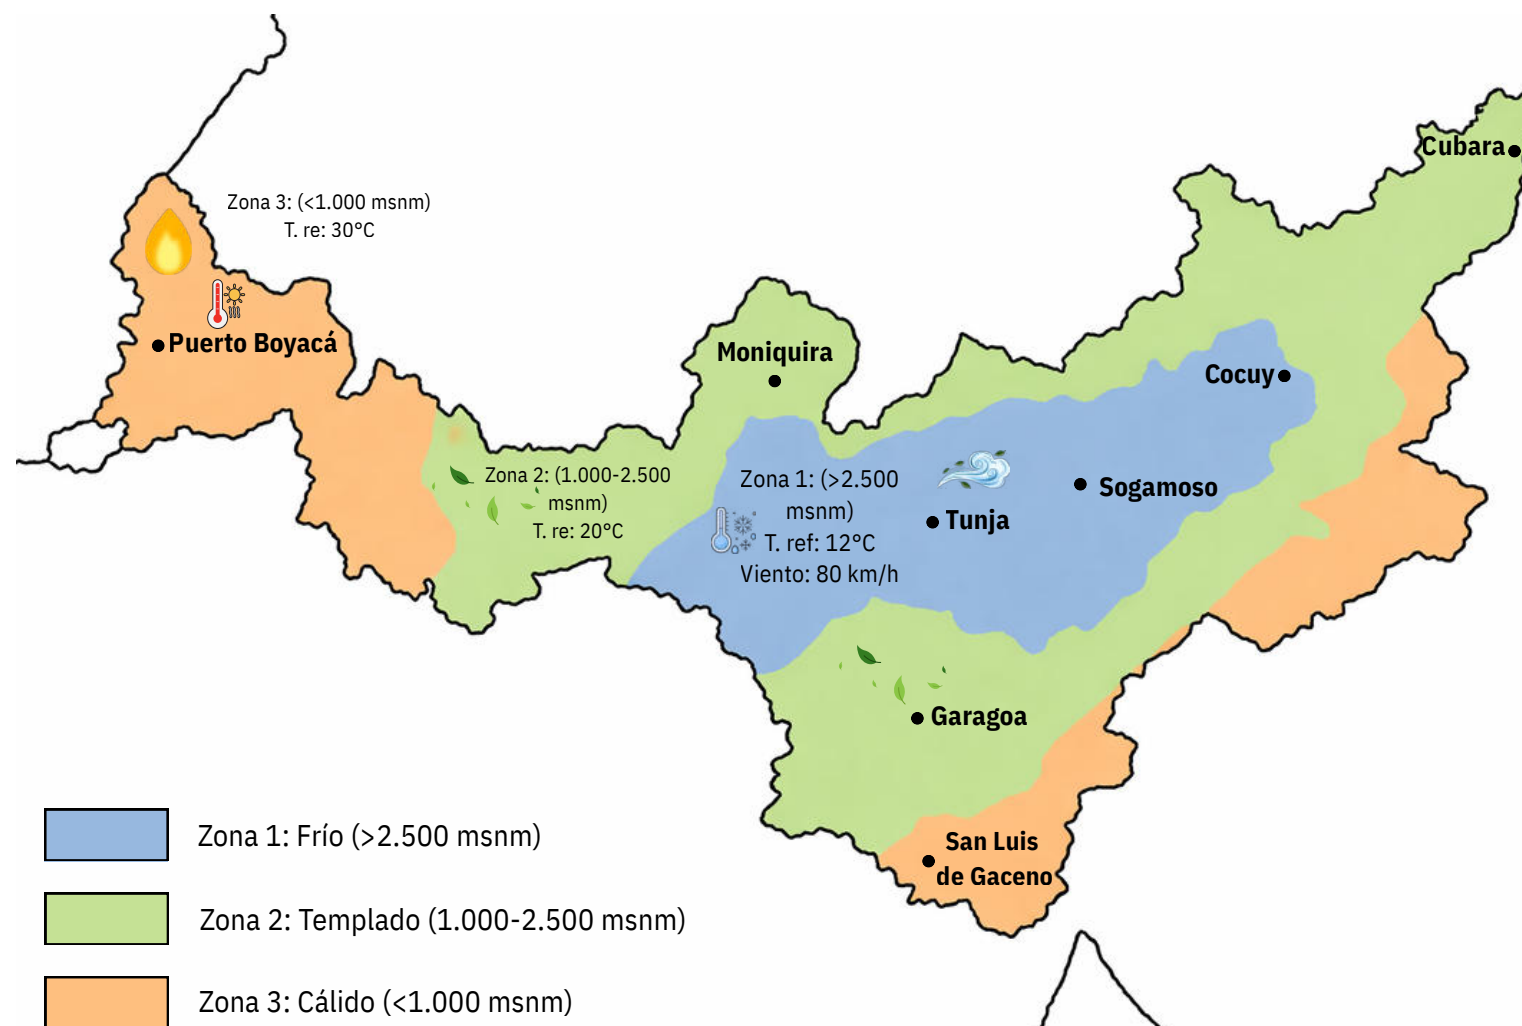 Cubara
Zona 3: (<1.000 msnm)
T. re: 30°C
Puerto Boyacá
Moniquira
Cocuy
Zona 2: (1.000-2.500
msnm)
T. re: 20°C
Zona 1: (>2.500
msnm)
T. ref: 12°C
Viento: 80 km/h
Sogamoso
Tunja
Garagoa
San Luis
de Gaceno
Zona 1: Frío (>2.500 msnm)
Zona 2: Templado (1.000-2.500 msnm)
Zona 3: Cálido (<1.000 msnm)